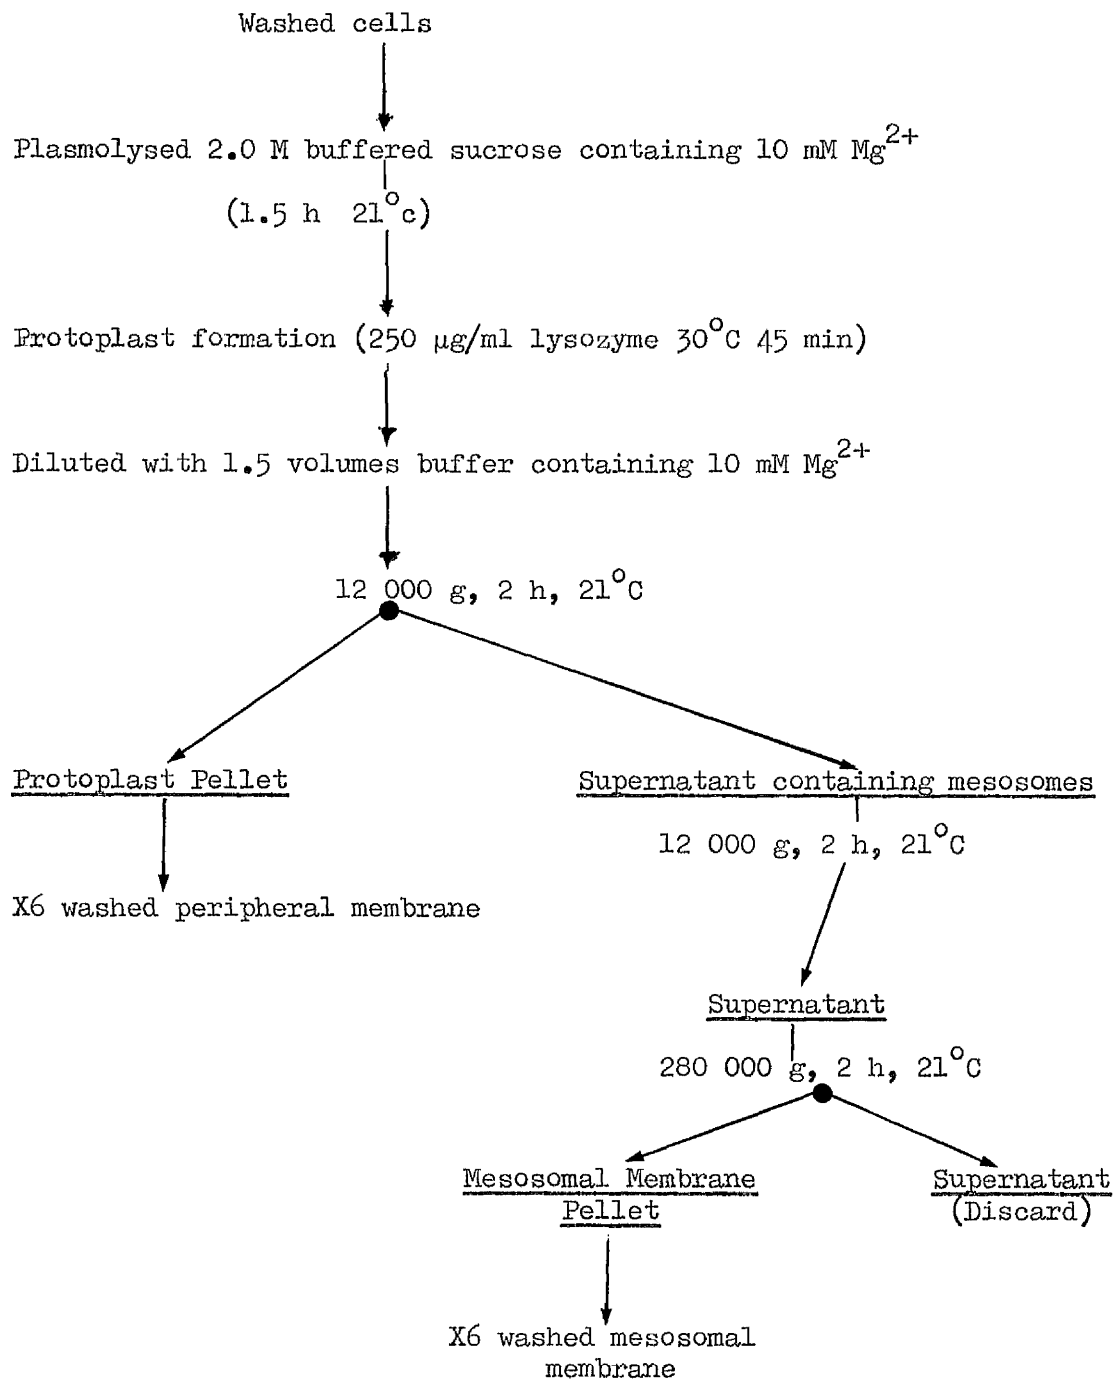 Washed cells
Plasmolysed 2.0 M buffered sucrose containing 10 mM Mg2+
(1.5 h 21°c)
Protoplast formation (250 µg/ml lysozyme 30°C 45 min)
Diluted with 1.5 volumes buffer containing 10 mM Mg2+
12 000 g, 2 h, 21°C
Protoplast Pellet
Supernatant containing mesosomes
12 000 g, 2 h, 21°C
X6 washed peripheral membrane
Supernatant
280 000 g, 2 h, 21°C
Mesosomal Membrane
Pellet
Supernatant
(Discard)
X6 washed mesosomal
membrane